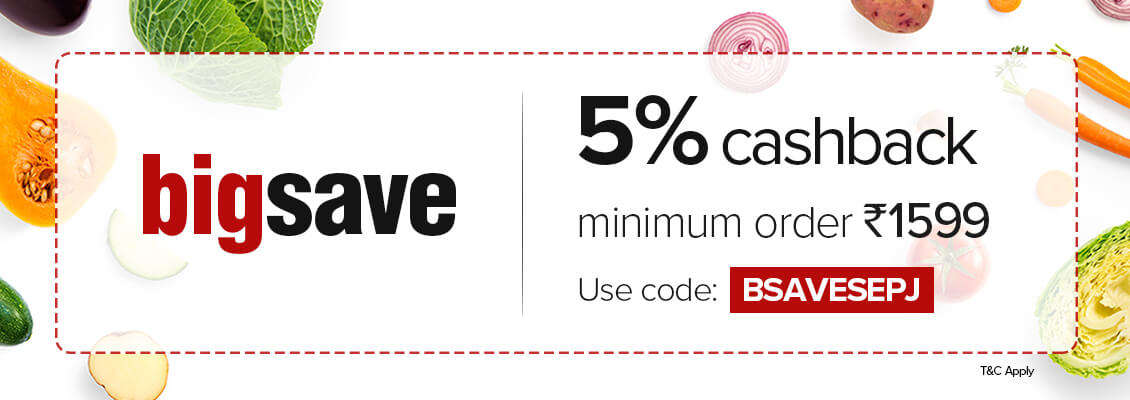 bigsave
5% cashback
minimum order ₹1599
Use code: BSAVESEPJ
T&C Apply